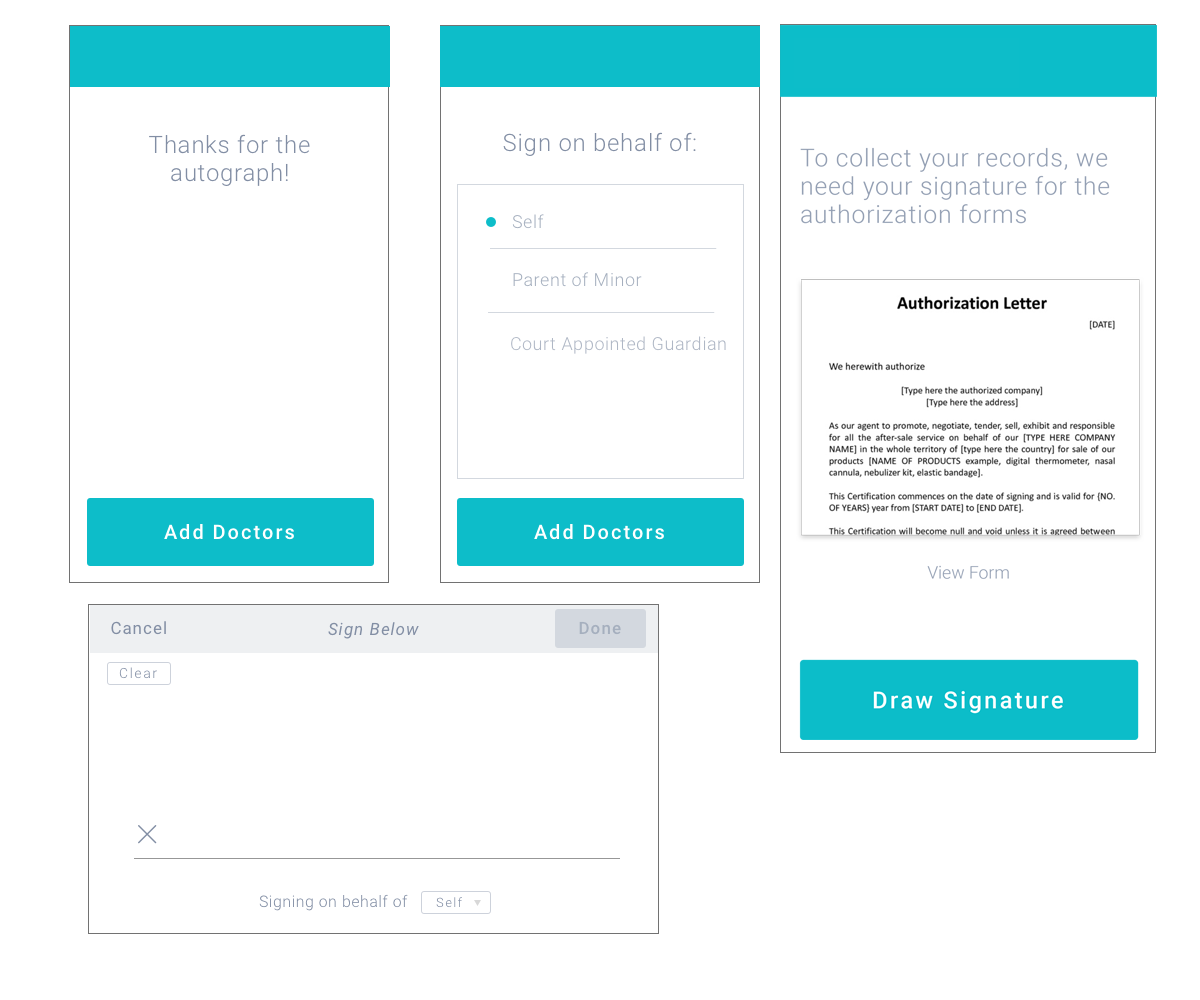 Thanks for the
autograph!
Add Doctors
Sign on behalf of:
Self
Parent of Minor
Court Appointed Guardian
Add Doctors
To collect your records, we
need your signature for the
authorization forms
Authorization Letter
[DATE]
We herewith authorize
[Type here the authorized company]
[Type here the address]
As our agent to promote, negotiate, tender, sell, exhibit and responsible
for all the after-sale service on behalf of our [TYPE HERE COMPANY
NAME] in the whole territory of [type here the country] for sale of our
products [NAME OF PRODUCTS example, digital thermometer, nasal
cannula, nebulizer kit, elastic bandage].
This Certification commences on the date of signing and is valid for {NO.
OF YEARS} year from [START DATE] to [END DATE].
This Certification will become null and void unless it is agreed between
View Form
Draw Signature
Cancel
Sign Below
Done
Clear
Signing on behalf of
Self